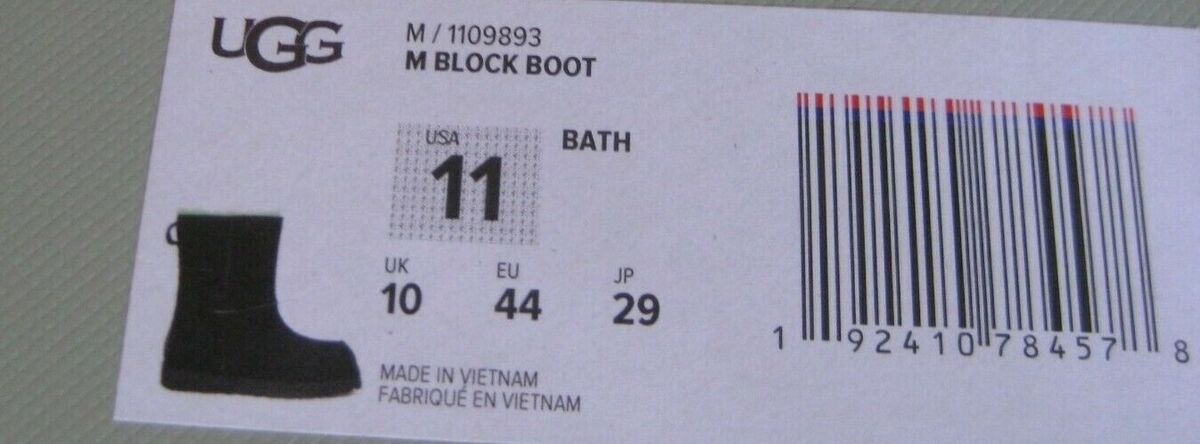 UGG
M / 1109893
M BLOCK BOOT
USA
11
BATH
UK EU JP
10 44 29
MADE IN VIETNAM
FABRIQUÉ EN VIETNAM
1 92410 78457 8